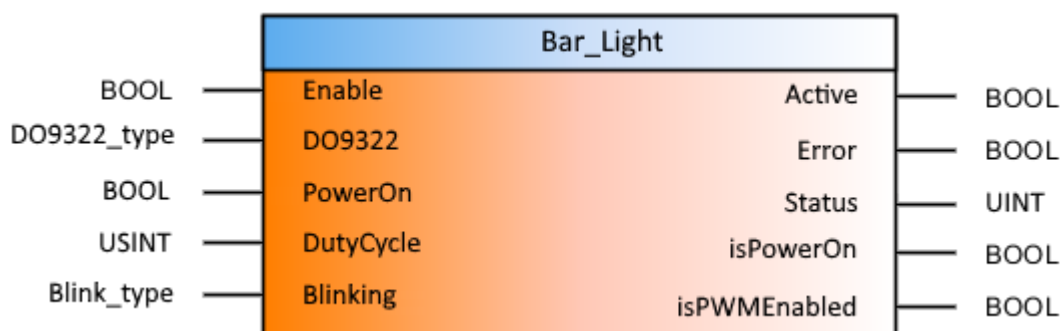 Bar_Light
BOOL Enable Active BOOL
DO9322_type DO9322 Error BOOL
BOOL PowerOn Status UINT
USINT DutyCycle isPowerOn BOOL
Blink_type Blinking isPWMEnabled BOOL